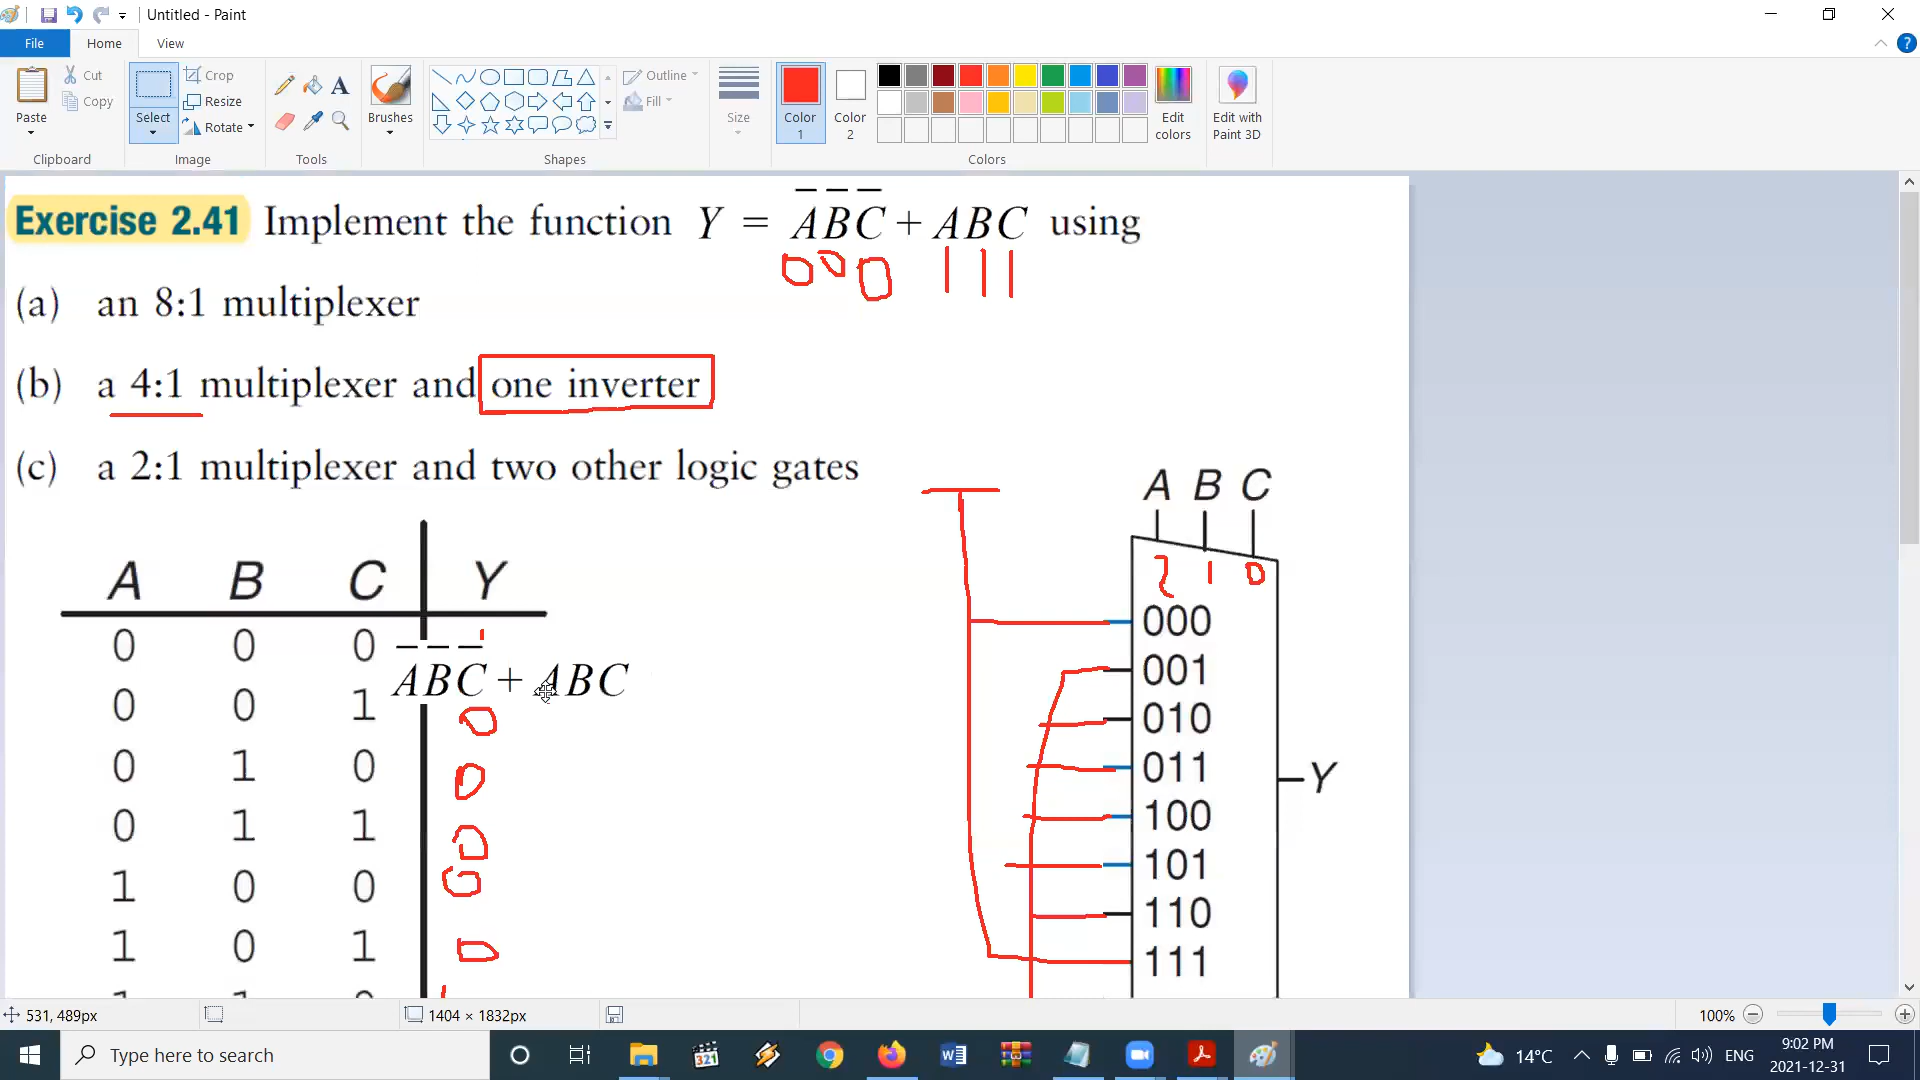 Untitled - Paint
File Home View
Paste
Cut
Copy
Clipboard
Select
Crop
Resize
Rotate
Image
Tools
Brushes
Shapes
Outline
Fill
Size
Color 1
Color 2
Edit colors
Edit with Paint 3D
Colors
Exercise 2.41 Implement the function Y = A̅B̅C̅ + ABC using
0 0 0 1 1 1
(a) an 8:1 multiplexer
(b) a 4:1 multiplexer and one inverter
(c) a 2:1 multiplexer and two other logic gates
A B C Y
0 0 0 1
A̅B̅C̅ + ABC
0 0 1 0
0 1 0 0
0 1 1 0
1 0 0 0
1 0 1 0
1 1 0
A B C
2 1 0
000
001
010
011
100
101
110
111
Y
531, 489px
1404 × 1832px
100%
Type here to search
321
14°C
ENG
9:02 PM
2021-12-31